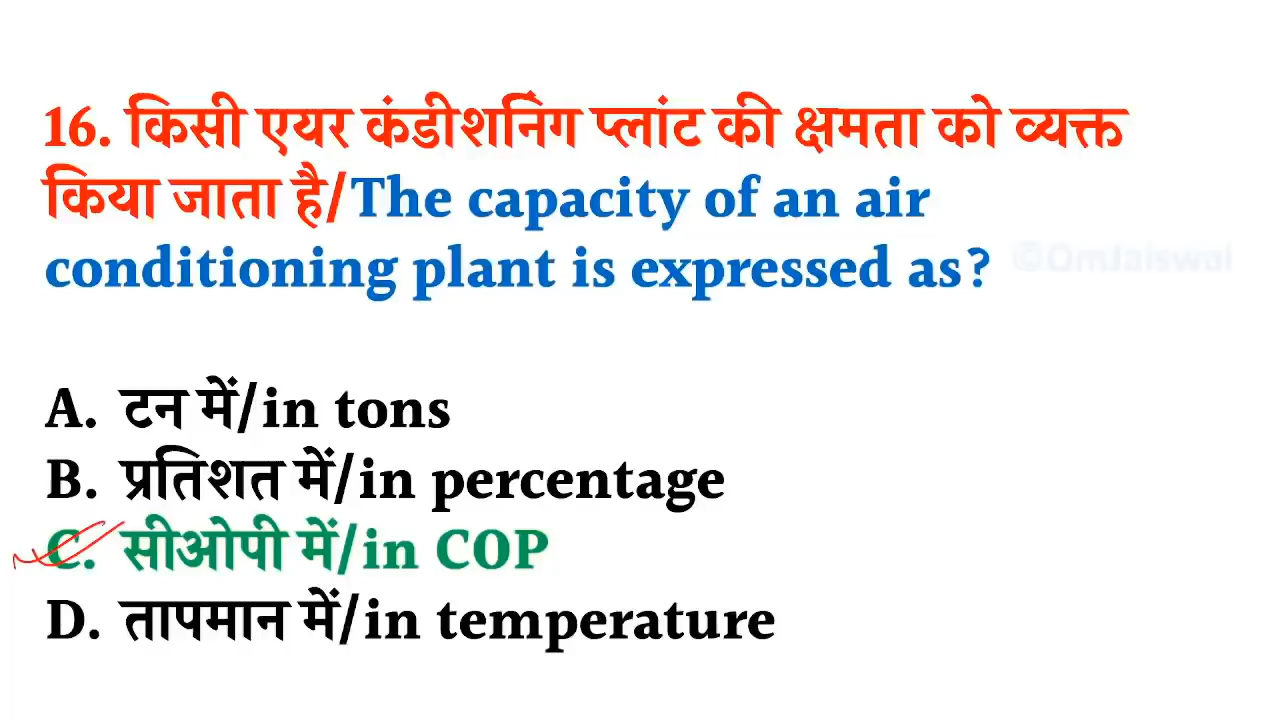 16. किसी एयर कंडीशनिंग प्लांट की क्षमता को व्यक्त
किया जाता है/The capacity of an air
conditioning plant is expressed as?
©OmJaiswal
A. टन में/in tons
B. प्रतिशत में/in percentage
C. सीओपी में/in COP
D. तापमान में/in temperature